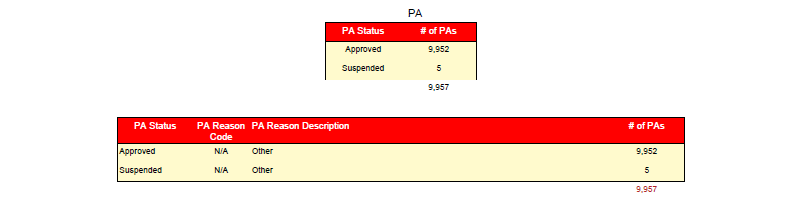 PA
PA Status # of PAs
Approved 9,952
Suspended 5
9,957
PA Status PA Reason Code PA Reason Description # of PAs
Approved N/A Other 9,952
Suspended N/A Other 5
9,957